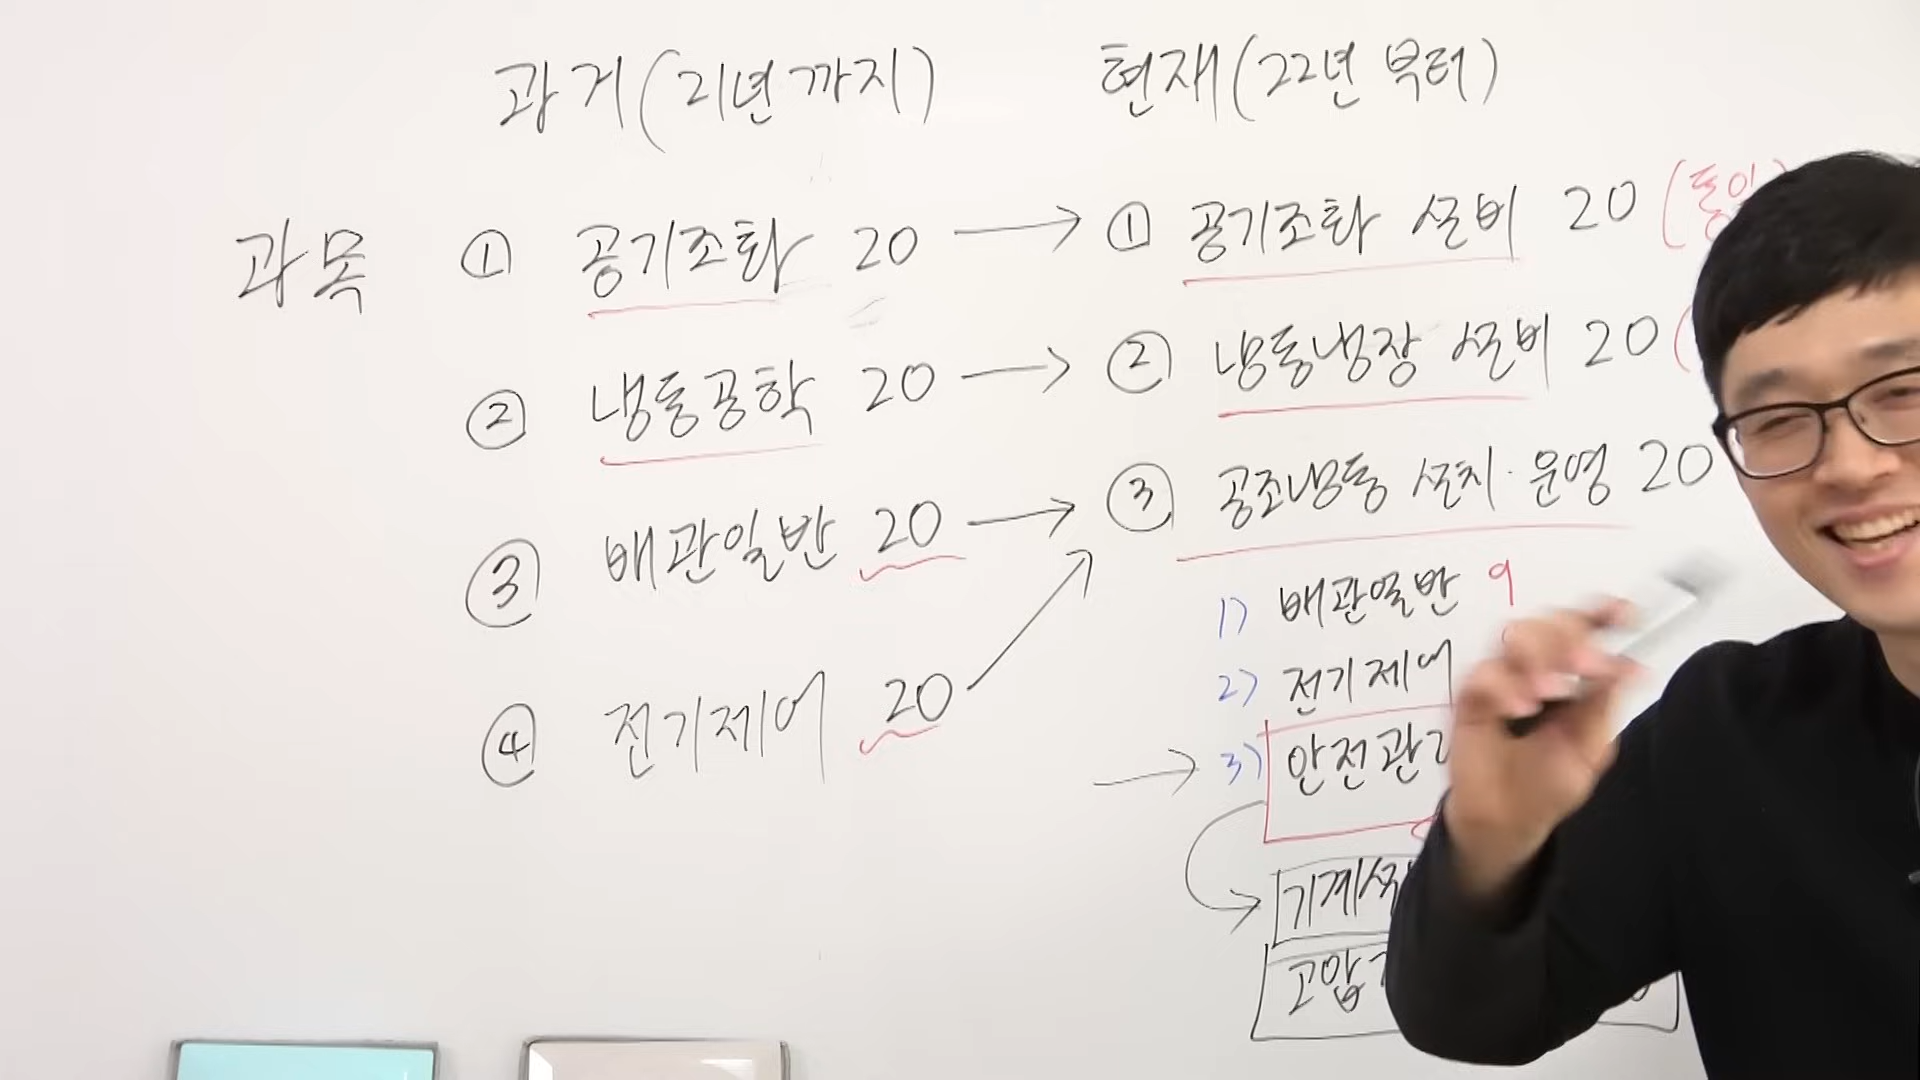 과거(21년까지) 현재(22년 부터)
과목 ① 공기조화 20 → ① 공기조화 설비 20 (동일)
② 냉동공학 20 → ② 냉동냉장 설비 20 (
③ 배관일반 20 → ③ 공조냉동 설치·운영 20
1) 배관일반 9
④ 전기제어 20
2) 전기제어
→ 3) 안전관리
기계설
고압